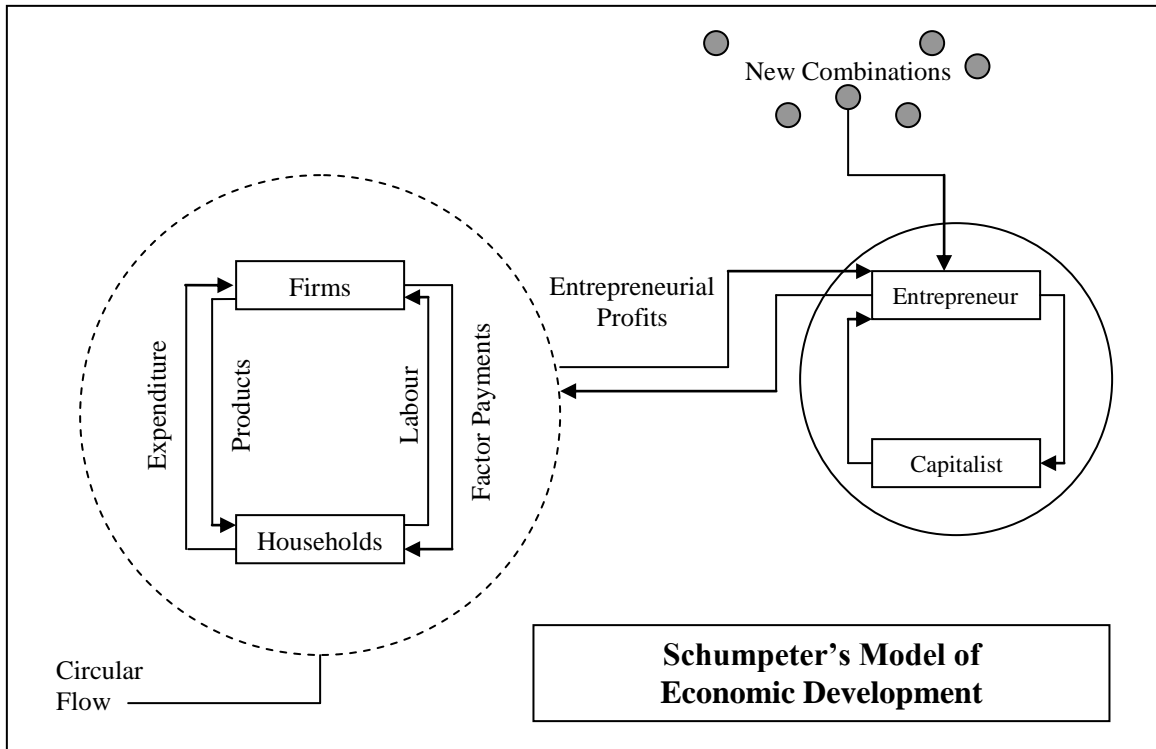 New Combinations
Firms
Entrepreneurial
Profits
Entrepreneur
Expenditure
Products
Labour
Factor Payments
Capitalist
Households
Schumpeter’s Model of
Economic Development
Circular
Flow